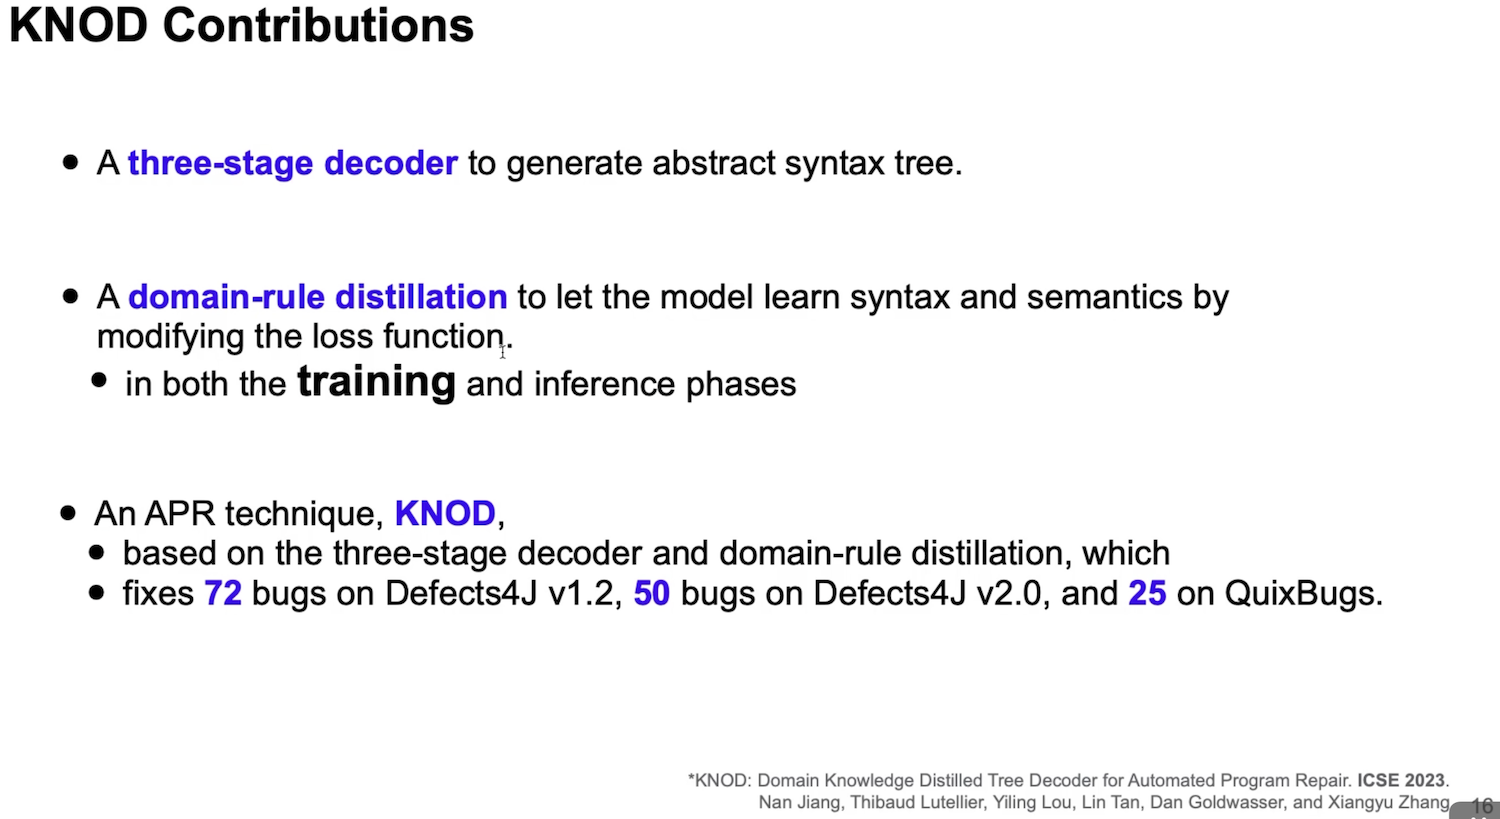 KNOD Contributions
● A three-stage decoder to generate abstract syntax tree.
● A domain-rule distillation to let the model learn syntax and semantics by
modifying the loss function.
● in both the training and inference phases
● An APR technique, KNOD,
● based on the three-stage decoder and domain-rule distillation, which
● fixes 72 bugs on Defects4J v1.2, 50 bugs on Defects4J v2.0, and 25 on QuixBugs.
*KNOD: Domain Knowledge Distilled Tree Decoder for Automated Program Repair. ICSE 2023.
Nan Jiang, Thibaud Lutellier, Yiling Lou, Lin Tan, Dan Goldwasser, and Xiangyu Zhang
16